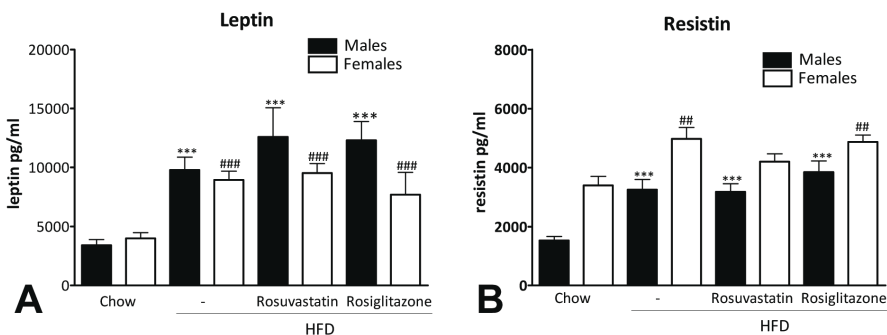 Leptin
Males
Females
leptin pg/ml
20000
15000
10000
5000
0
***
###
***
###
***
###
Chow
-
Rosuvastatin
Rosiglitazone
HFD
A
Resistin
Males
Females
resistin pg/ml
8000
6000
4000
2000
0
***
##
***
***
##
Chow
-
Rosuvastatin
Rosiglitazone
HFD
B